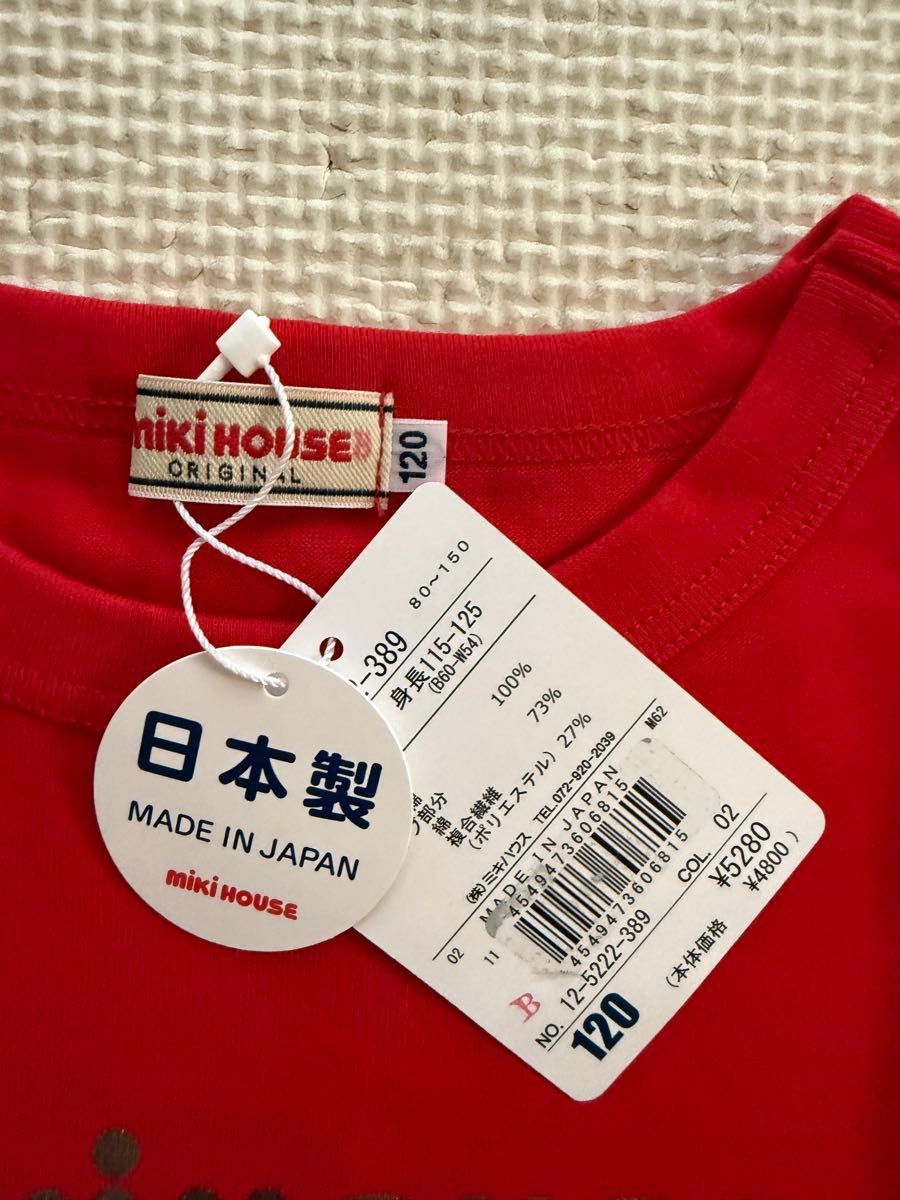 miki HOUSE
ORIGINAL
120
日本製
MADE IN JAPAN
miki HOUSE
80~150
-389
身長115-125
(B60-W54)
100%
部分
綿 73%
複合繊維
(ポリエステル) 27%
(株)ミキハウス TEL.072-920-2039 M62
MADE IN JAPAN
4549473606815
4549473606815
02 11
B
NO. 12-5222-389 COL. 02
120
¥5280
(本体価格 ¥4800)